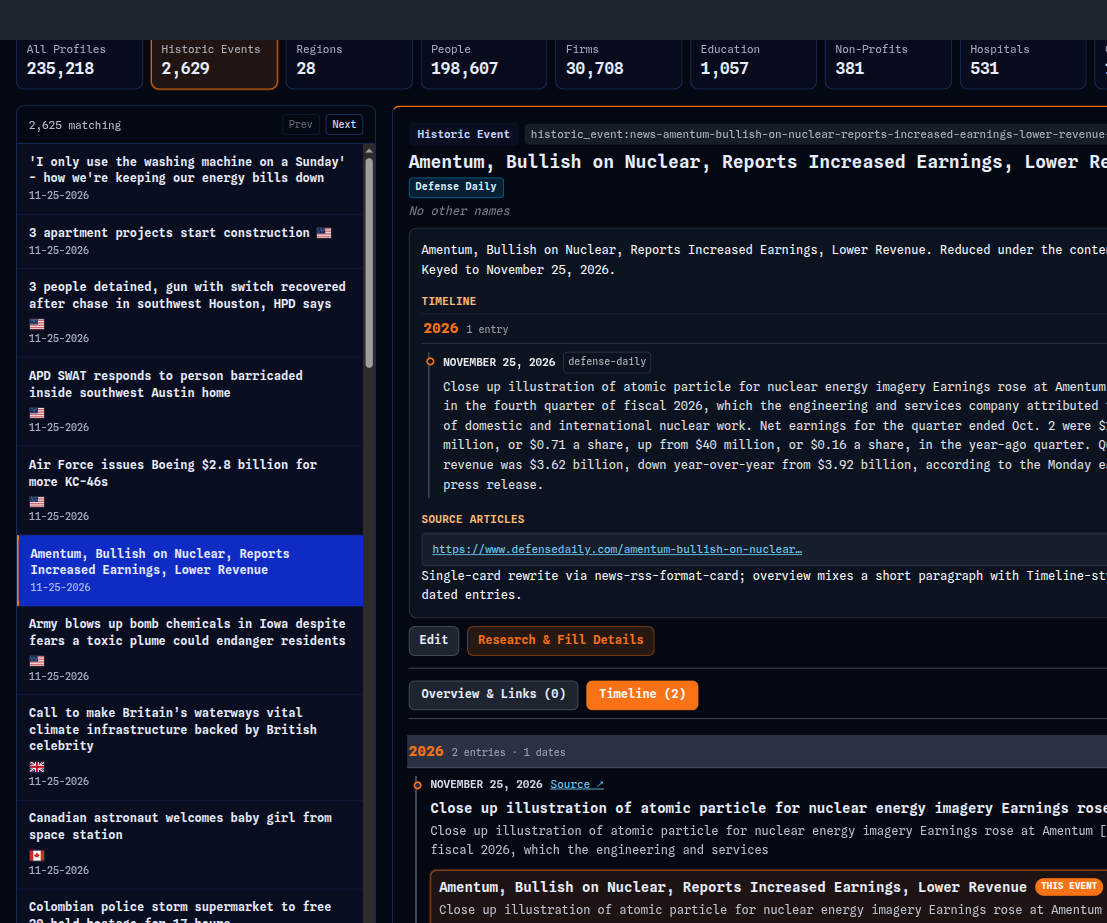 All Profiles
235,218
Historic Events
2,629
Regions
28
People
198,607
Firms
30,708
Education
1,057
Non-Profits
381
Hospitals
531
2,625 matching
Prev
Next
'I only use the washing machine on a Sunday'
- how we're keeping our energy bills down
11-25-2026
3 apartment projects start construction
11-25-2026
3 people detained, gun with switch recovered
after chase in southwest Houston, HPD says
11-25-2026
APD SWAT responds to person barricaded
inside southwest Austin home
11-25-2026
Air Force issues Boeing $2.8 billion for
more KC-46s
11-25-2026
Amentum, Bullish on Nuclear, Reports
Increased Earnings, Lower Revenue
11-25-2026
Army blows up bomb chemicals in Iowa despite
fears a toxic plume could endanger residents
11-25-2026
Call to make Britain's waterways vital
climate infrastructure backed by British
celebrity
11-25-2026
Canadian astronaut welcomes baby girl from
space station
11-25-2026
Colombian police storm supermarket to free
20 held hostage for 17 hours
Historic Event
historic_event:news-amentum-bullish-on-nuclear-reports-increased-earnings-lower-revenue-
Amentum, Bullish on Nuclear, Reports Increased Earnings, Lower Re
Defense Daily
No other names
Amentum, Bullish on Nuclear, Reports Increased Earnings, Lower Revenue. Reduced under the conte
Keyed to November 25, 2026.
TIMELINE
2026 1 entry
NOVEMBER 25, 2026 defense-daily
Close up illustration of atomic particle for nuclear energy imagery Earnings rose at Amentum
in the fourth quarter of fiscal 2026, which the engineering and services company attributed
of domestic and international nuclear work. Net earnings for the quarter ended Oct. 2 were
million, or $0.71 a share, up from $40 million, or $0.16 a share, in the year-ago quarter.
revenue was $3.62 billion, down year-over-year from $3.92 billion, according to the Monday
press release.
SOURCE ARTICLES
https://www.defensedaily.com/amentum-bullish-on-nuclear…
Single-card rewrite via news-rss-format-card; overview mixes a short paragraph with Timeline-st
dated entries.
Edit
Research & Fill Details
Overview & Links (0)
Timeline (2)
2026 2 entries · 1 dates
NOVEMBER 25, 2026 Source ↗
Close up illustration of atomic particle for nuclear energy imagery Earnings rose
Close up illustration of atomic particle for nuclear energy imagery Earnings rose at Amentum [
fiscal 2026, which the engineering and services
Amentum, Bullish on Nuclear, Reports Increased Earnings, Lower Revenue THIS EVENT
Close up illustration of atomic particle for nuclear energy imagery Earnings rose at Amentum